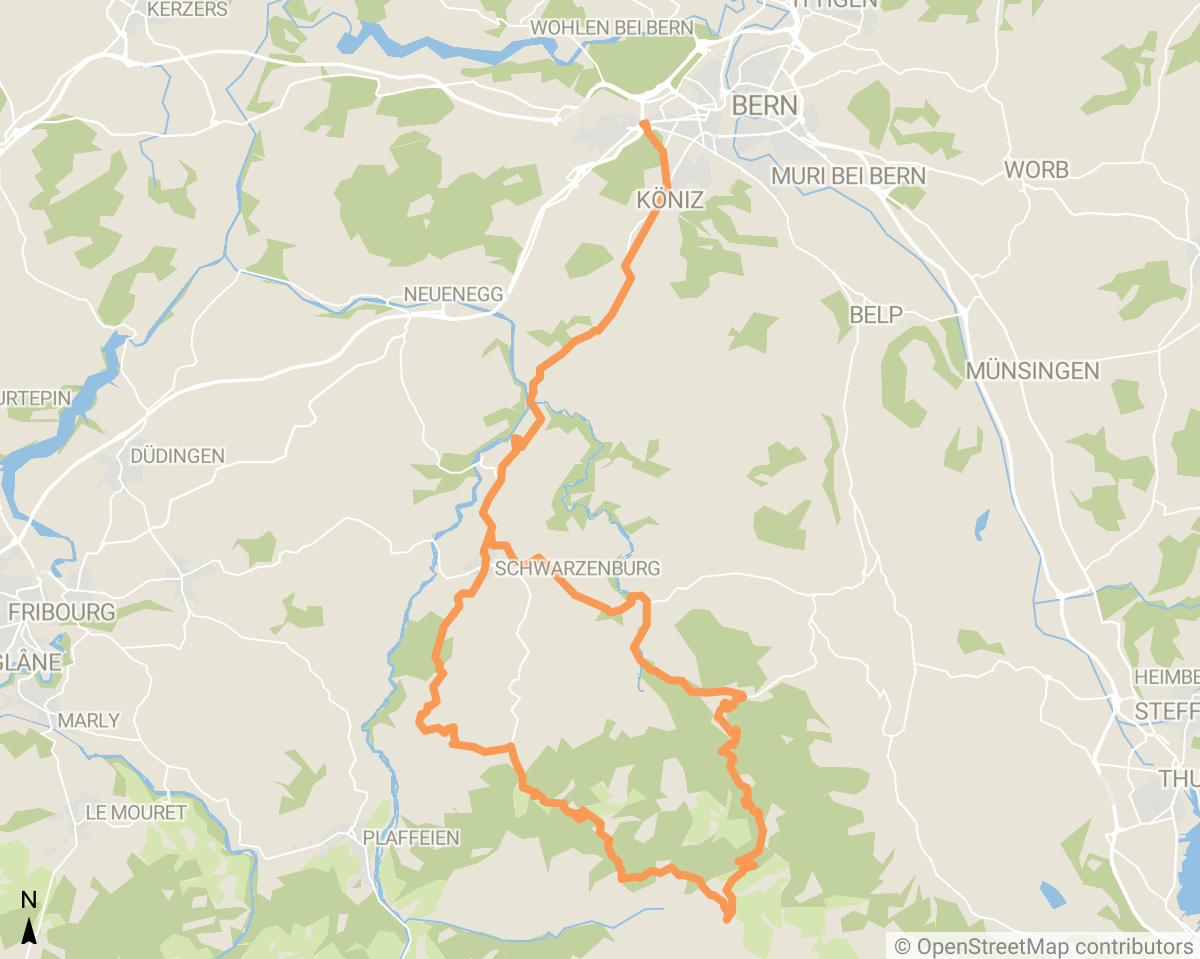 KERZERS
WOHLEN BEI BERN
BERN
MURI BEI BERN
WORB
KÖNIZ
NEUENEGG
BELP
MÜNSINGEN
URTEPIN
DÜDINGEN
SCHWARZENBURG
FRIBOURG
GLÂNE
MARLY
HEIMBE
STEFF
THU
LE MOURET
PLAFFEIEN
N
© OpenStreetMap contributors